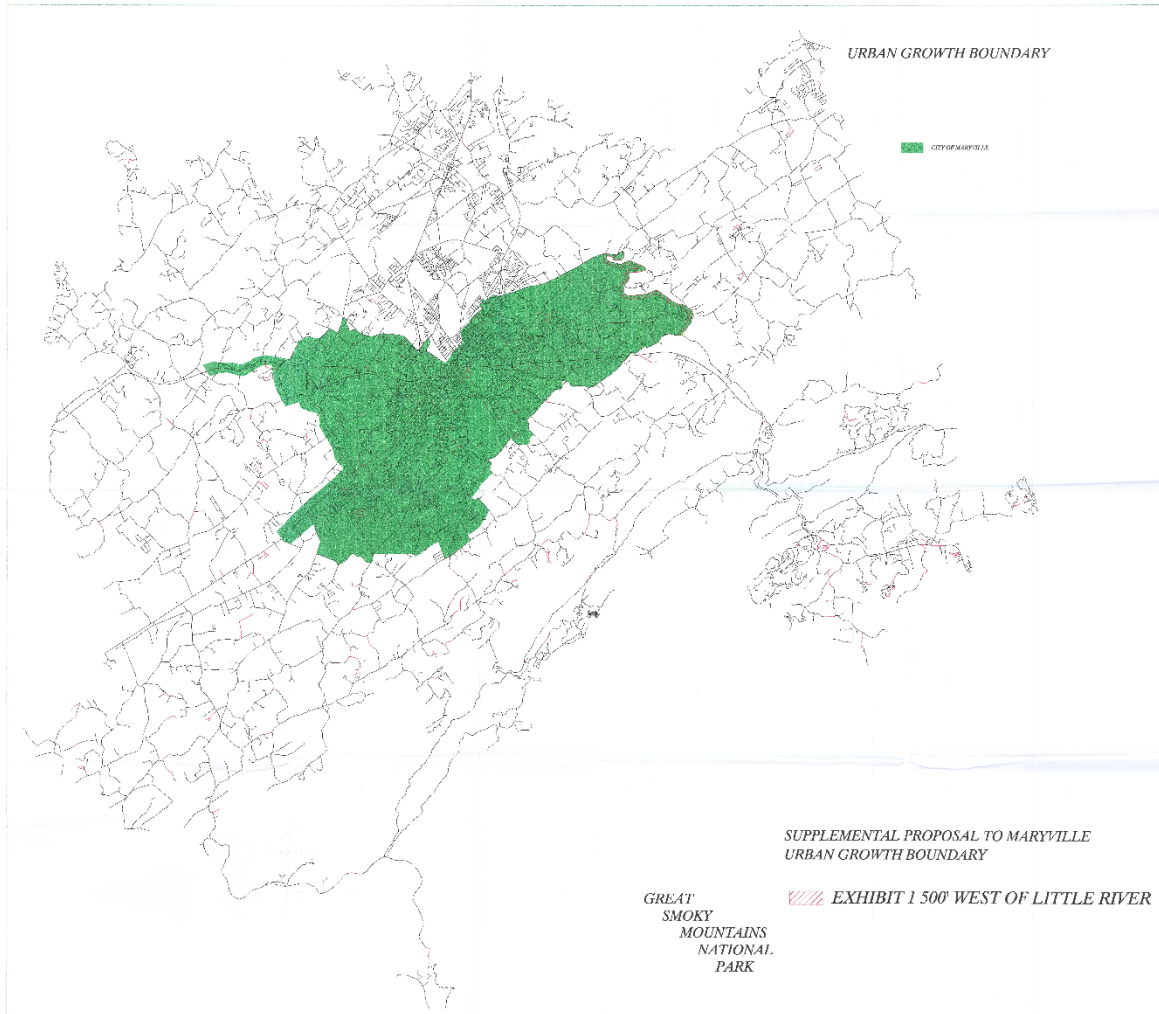 URBAN GROWTH BOUNDARY
CITY OF MARYVILLE
SUPPLEMENTAL PROPOSAL TO MARYVILLE
URBAN GROWTH BOUNDARY
EXHIBIT 1 500' WEST OF LITTLE RIVER
GREAT
SMOKY
MOUNTAINS
NATIONAL
PARK